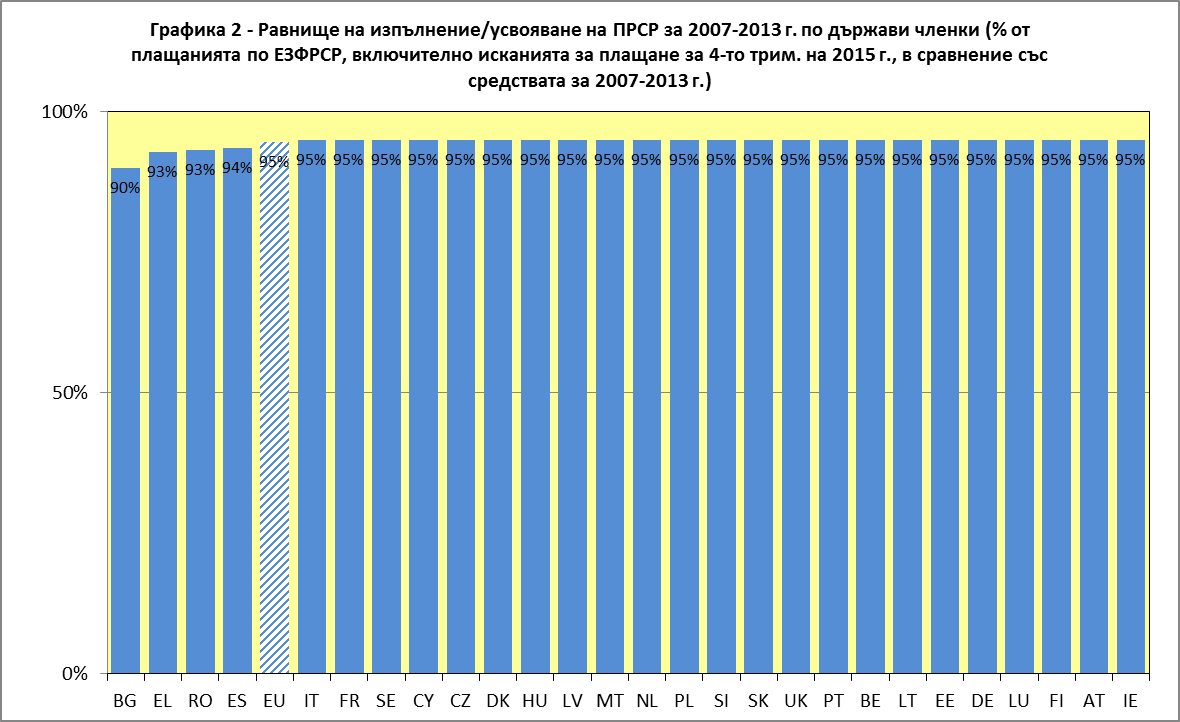 Графика 2 - Равнище на изпълнение/усвояване на ПРСР за 2007-2013 г. по държави членки (% от
плащанията по ЕЗФРСР, включително исканията за плащане за 4-то трим. на 2015 г., в сравнение със
средствата за 2007-2013 г.)
100%
90% 93% 93% 94% 95% 95% 95% 95% 95% 95% 95% 95% 95% 95% 95% 95% 95% 95% 95% 95% 95% 95% 95% 95% 95% 95% 95% 95%
50%
0%
BG EL RO ES EU IT FR SE CY CZ DK HU LV MT NL PL SI SK UK PT BE LT EE DE LU FI AT IE